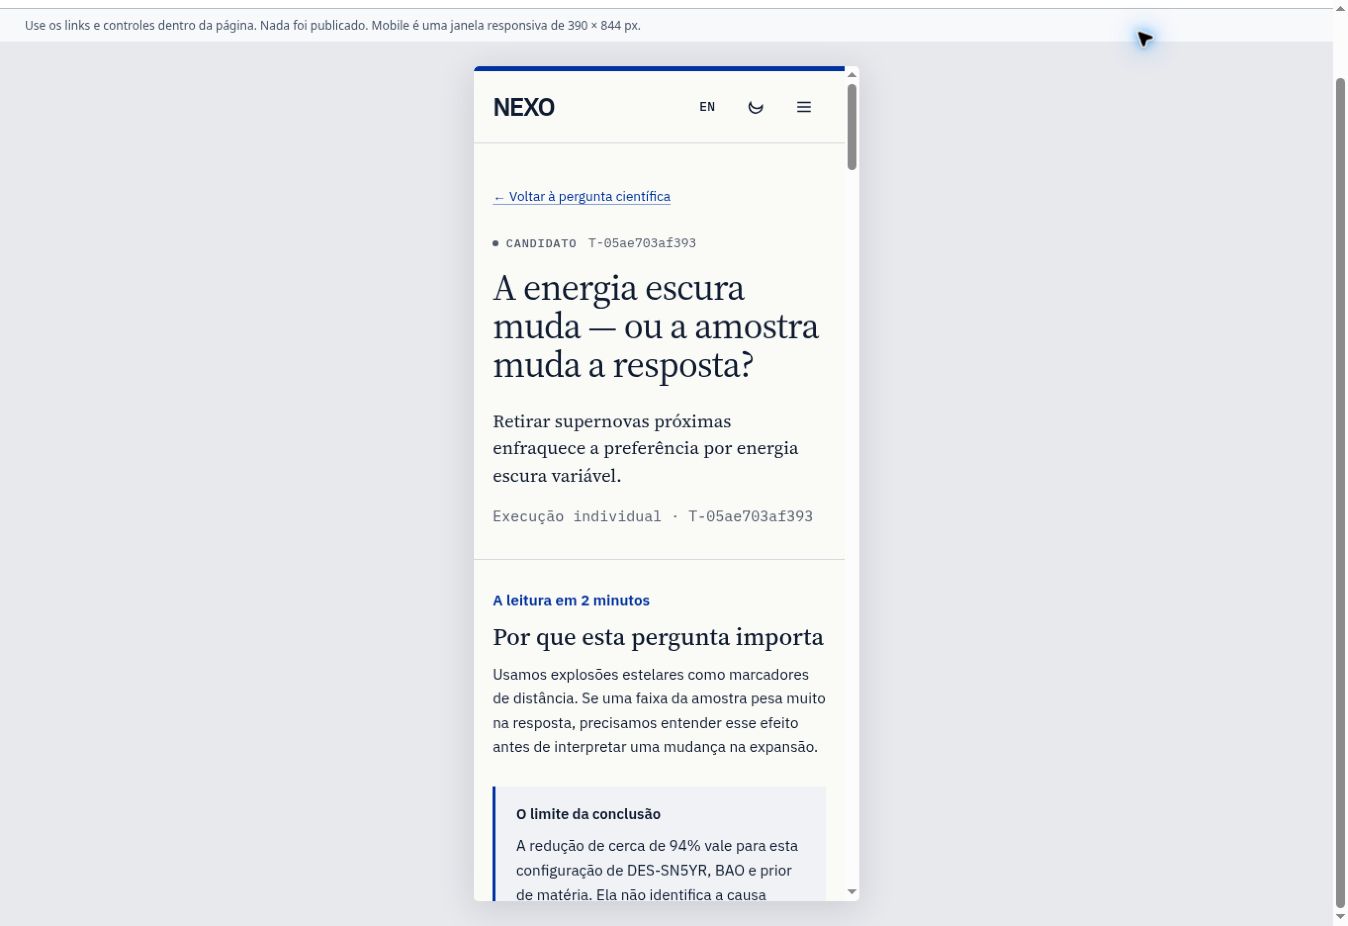 Use os links e controles dentro da página. Nada foi publicado. Mobile é uma janela responsiva de 390 × 844 px.
NEXO
EN
← Voltar à pergunta científica
CANDIDATO T-05ae703af393
A energia escura
muda — ou a amostra
muda a resposta?
Retirar supernovas próximas
enfraquece a preferência por energia
escura variável.
Execução individual · T-05ae703af393
A leitura em 2 minutos
Por que esta pergunta importa
Usamos explosões estelares como marcadores
de distância. Se uma faixa da amostra pesa muito
na resposta, precisamos entender esse efeito
antes de interpretar uma mudança na expansão.
O limite da conclusão
A redução de cerca de 94% vale para esta
configuração de DES-SN5YR, BAO e prior
de matéria. Ela não identifica a causa